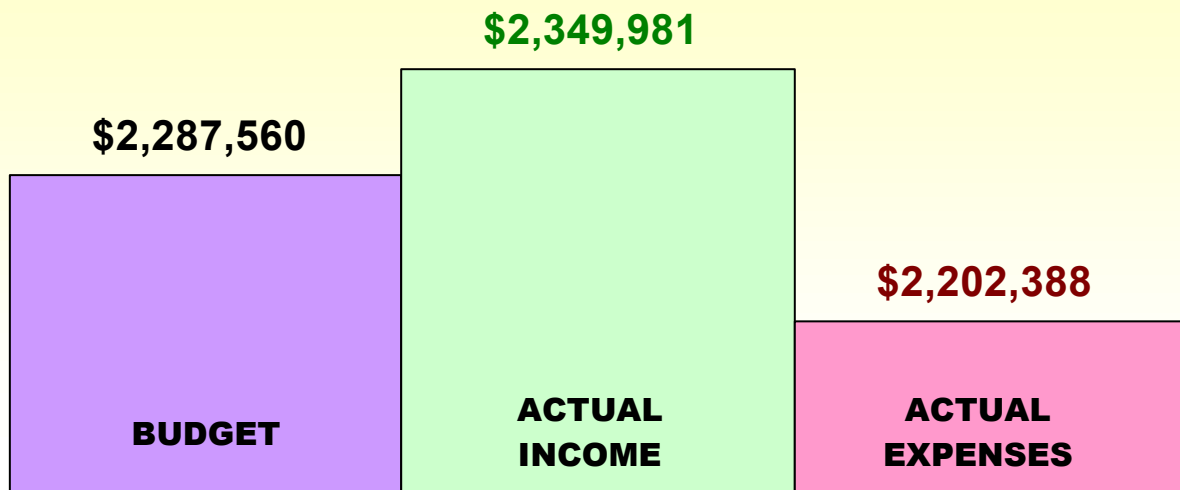 $2,349,981
$2,287,560
$2,202,388
BUDGET
ACTUAL
INCOME
ACTUAL
EXPENSES